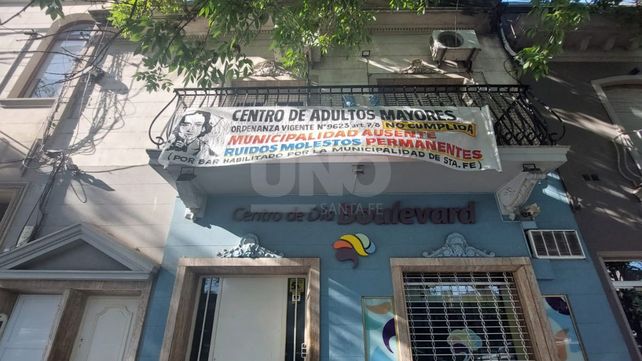 CENTRO DE ADULTOS MAYORES
ORDENANZA VIGENTE Nº9623 art. 7/8 NO CUMPLIDA
MUNICIPALIDAD AUSENTE
RUIDOS MOLESTOS PERMANENTES
(POR BAR HABILITADO POR LA MUNICIPALIDAD DE STA. FE)
UNO
SANTA FE
Centro de Día Boulevard